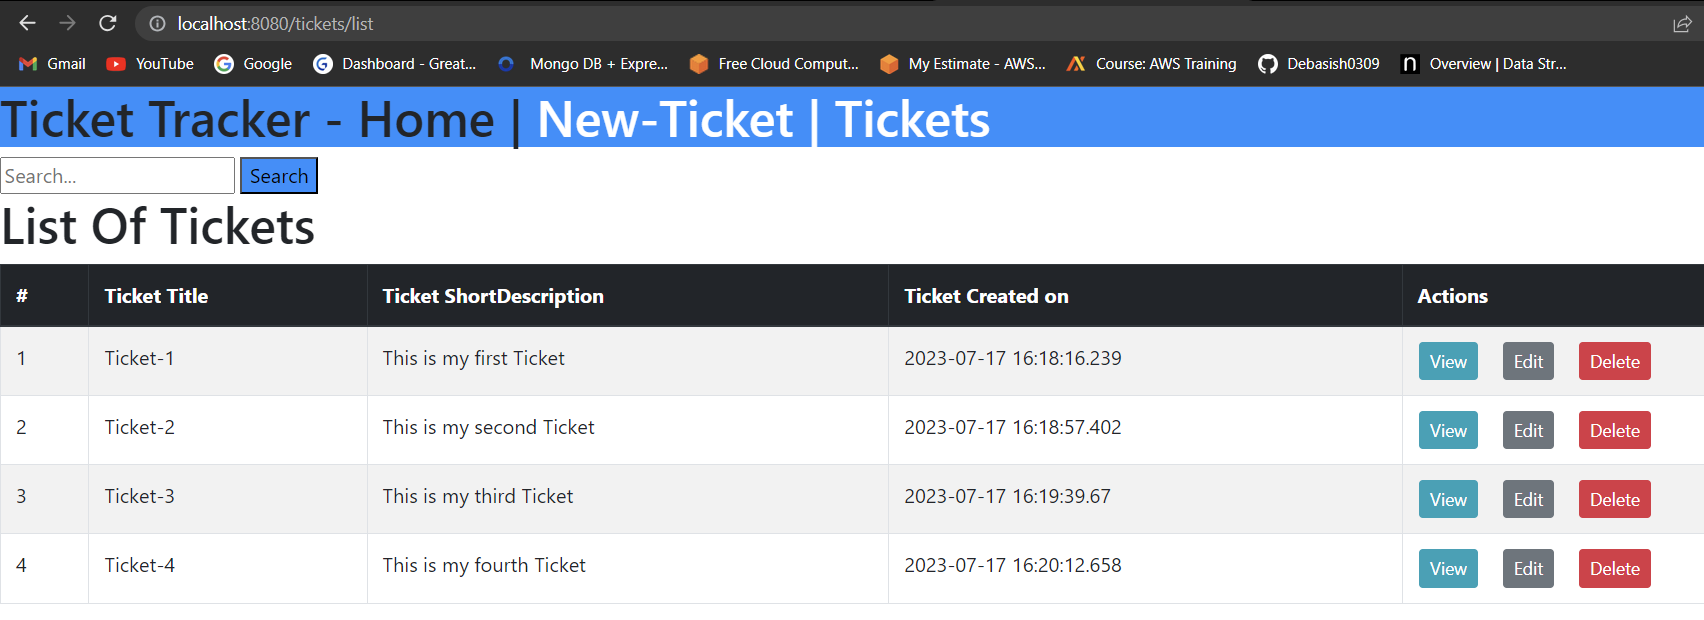 localhost:8080/tickets/list
Gmail YouTube Google Dashboard - Great... Mongo DB + Expre... Free Cloud Comput... My Estimate - AWS... Course: AWS Training Debasish0309 Overview | Data Str...
Ticket Tracker - Home | New-Ticket | Tickets
Search... Search
List Of Tickets
# Ticket Title Ticket ShortDescription Ticket Created on Actions
1 Ticket-1 This is my first Ticket 2023-07-17 16:18:16.239 View Edit Delete
2 Ticket-2 This is my second Ticket 2023-07-17 16:18:57.402 View Edit Delete
3 Ticket-3 This is my third Ticket 2023-07-17 16:19:39.67 View Edit Delete
4 Ticket-4 This is my fourth Ticket 2023-07-17 16:20:12.658 View Edit Delete